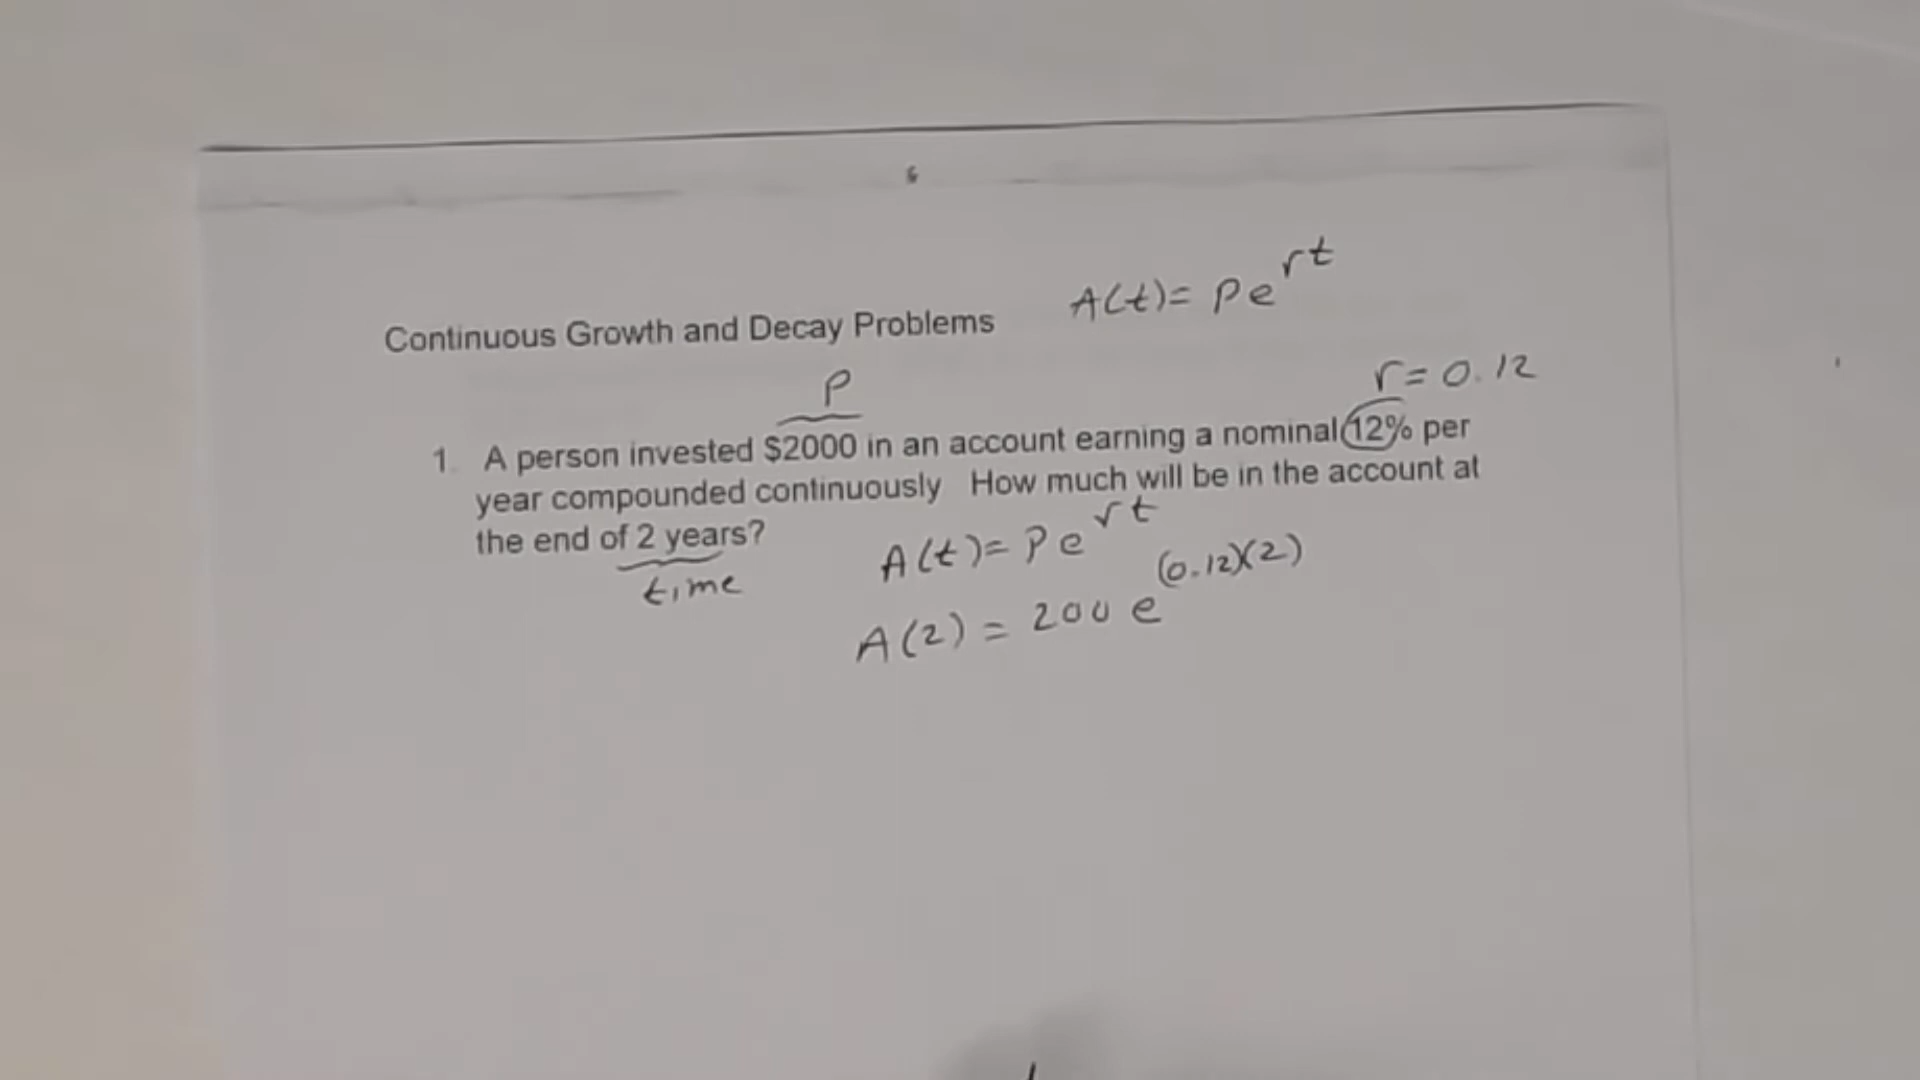 A(t)= Pe^rt
Continuous Growth and Decay Problems
P
r=0.12
1. A person invested $2000 in an account earning a nominal 12% per
year compounded continuously How much will be in the account at
the end of 2 years?
time
A(t)= Pe^rt
A(2) = 200 e^(0.12)(2)